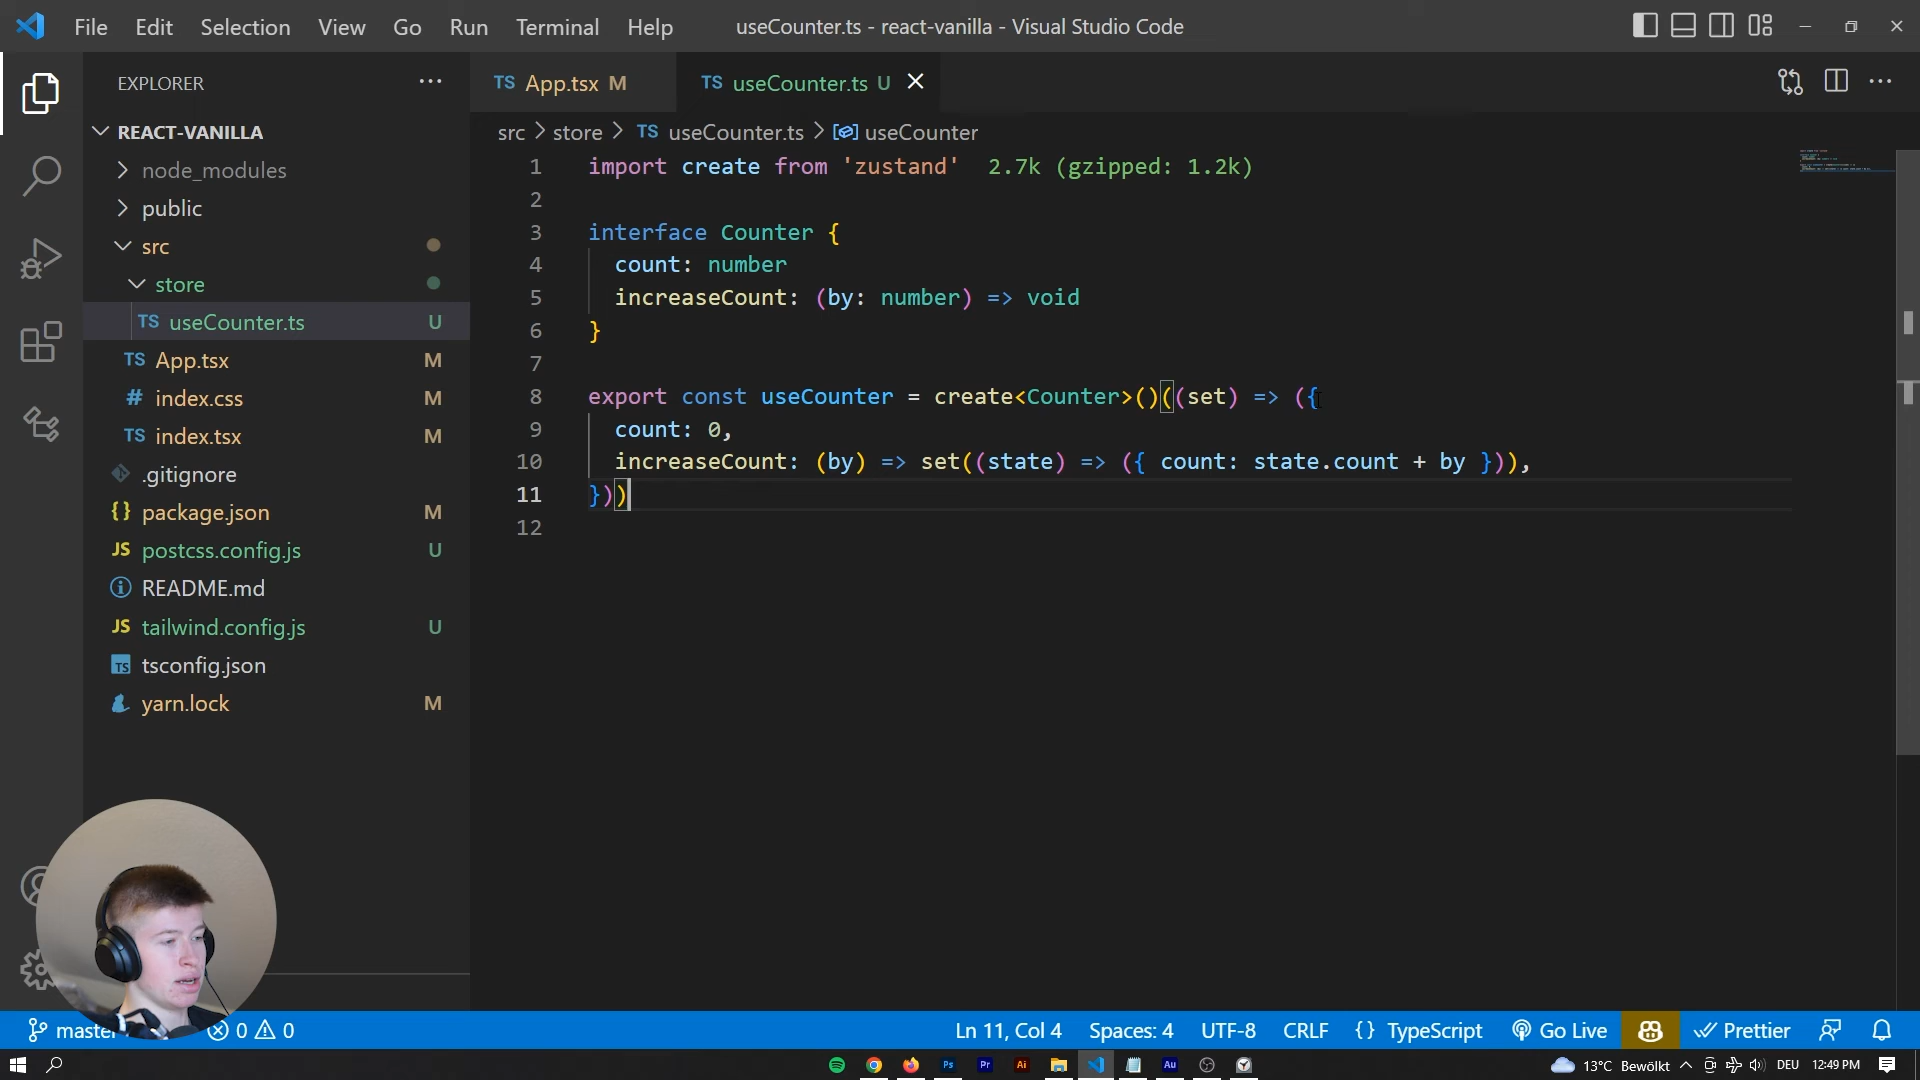 File Edit Selection View Go Run Terminal Help
useCounter.ts - react-vanilla - Visual Studio Code
EXPLORER
REACT-VANILLA
node_modules
public
src
store
TS useCounter.ts U
TS App.tsx M
# index.css M
TS index.tsx M
.gitignore
{} package.json M
JS postcss.config.js U
README.md
JS tailwind.config.js U
TS tsconfig.json
yarn.lock M
TS App.tsx M
TS useCounter.ts U
src > store > TS useCounter.ts > useCounter
1 import create from 'zustand' 2.7k (gzipped: 1.2k)
2
3 interface Counter {
4 count: number
5 increaseCount: (by: number) => void
6 }
7
8 export const useCounter = create<Counter>()((set) => ({
9 count: 0,
10 increaseCount: (by) => set((state) => ({ count: state.count + by })),
11 }))
12
master 0 0
Ln 11, Col 4 Spaces: 4 UTF-8 CRLF {} TypeScript Go Live Prettier
Ps Pr Ai Au 13°C Bewölkt DEU 12:49 PM